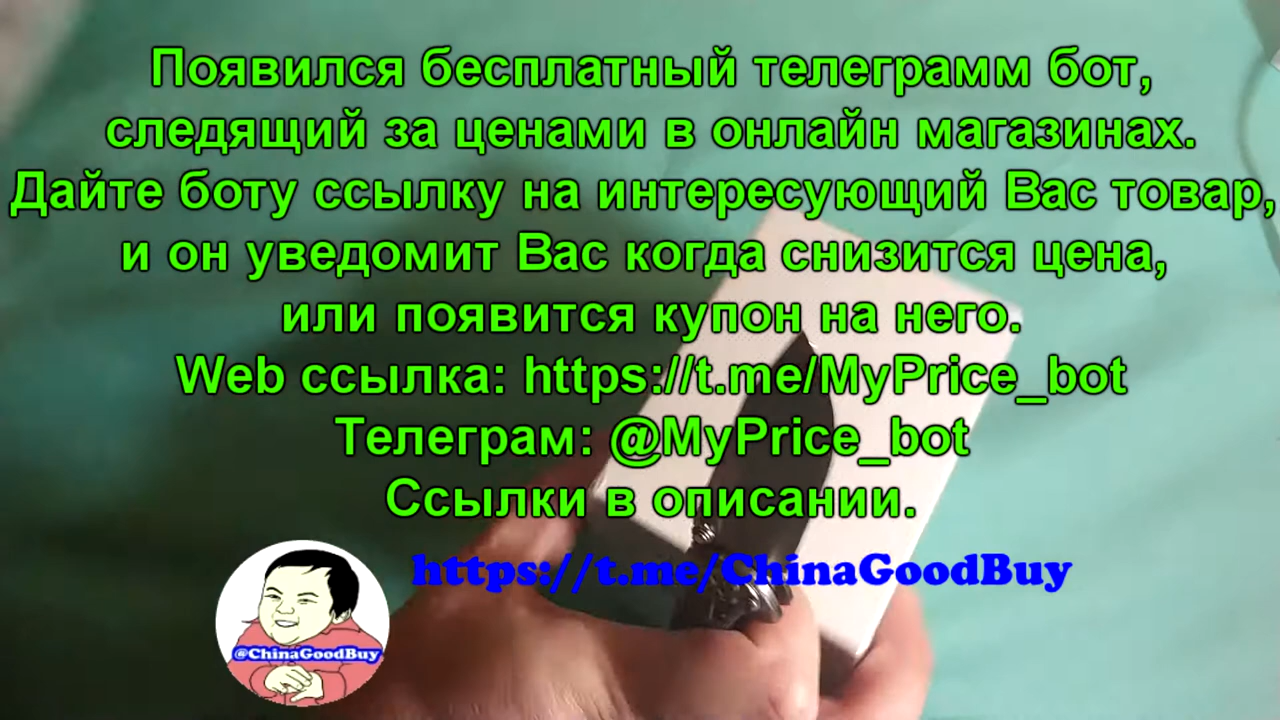 Появился бесплатный телеграмм бот,
следящий за ценами в онлайн магазинах.
Дайте боту ссылку на интересующий Вас товар,
и он уведомит Вас когда снизится цена,
или появится купон на него.
Web ссылка: https://t.me/MyPrice_bot
Телеграм: @MyPrice_bot
Ссылки в описании.
https://t.me/ChinaGoodBuy
@ChinaGoodBuy